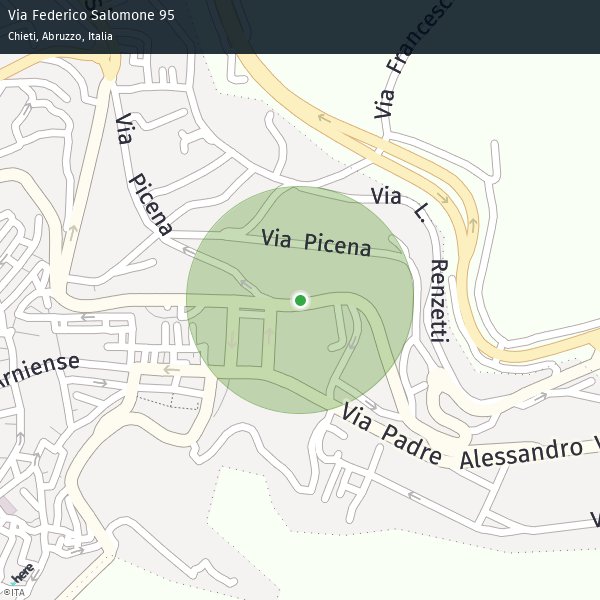 Via Federico Salomone 95
Chieti, Abruzzo, Italia
Via Francesc
Via Picena
Via L. Renzetti
Via Picena
Arniense
Via Padre Alessandro V
V
here
©ITA